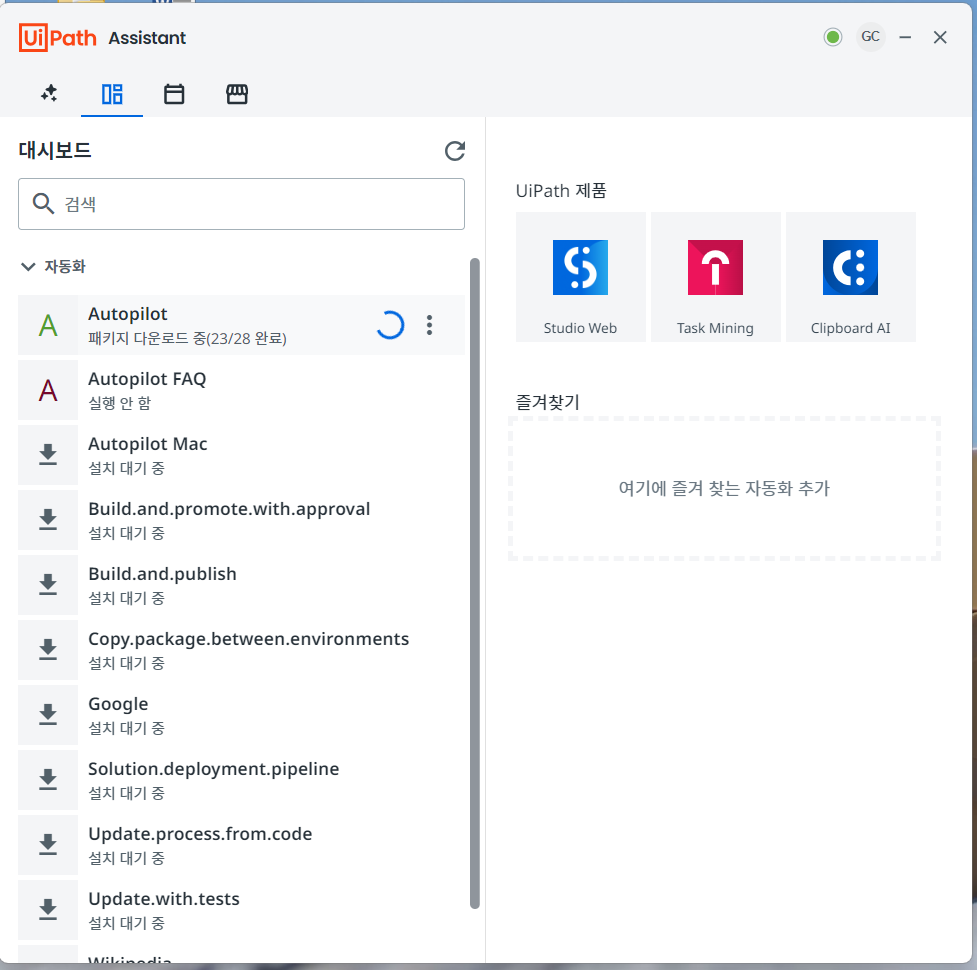 UiPath Assistant
GC
대시보드
검색
자동화
A
Autopilot
패키지 다운로드 중(23/28 완료)
A
Autopilot FAQ
실행 안 함
Autopilot Mac
설치 대기 중
Build.and.promote.with.approval
설치 대기 중
Build.and.publish
설치 대기 중
Copy.package.between.environments
설치 대기 중
Google
설치 대기 중
Solution.deployment.pipeline
설치 대기 중
Update.process.from.code
설치 대기 중
Update.with.tests
설치 대기 중
Wikipedia
UiPath 제품
Studio Web
Task Mining
Clipboard AI
즐겨찾기
여기에 즐겨 찾는 자동화 추가